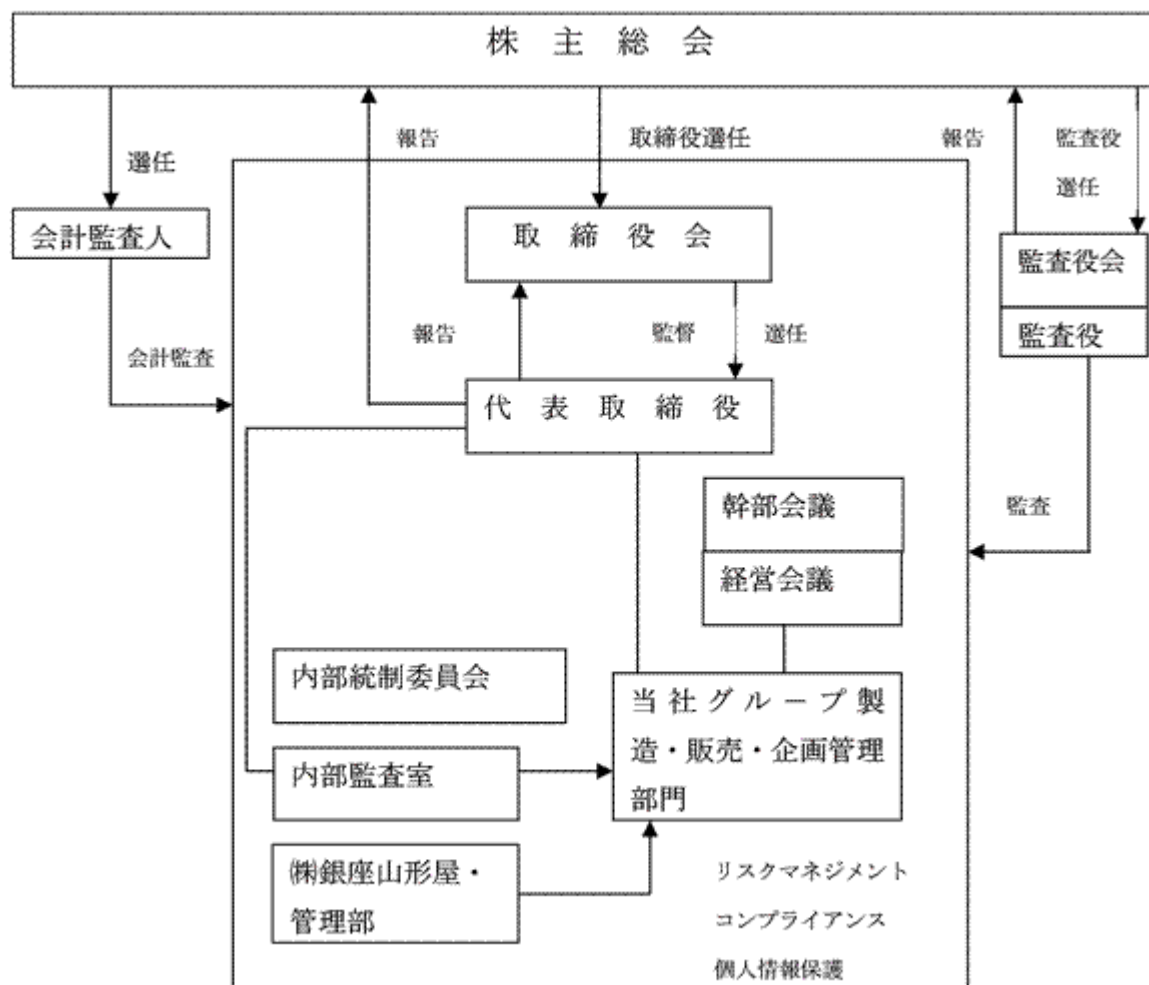 株主総会
報告
取締役選任
報告
監査役
選任
選任
会計監査人
取締役会
監査役会
監査役
報告
監督
選任
会計監査
代表取締役
幹部会議
経営会議
監査
内部統制委員会
当社グループ製
造・販売・企画管理
部門
内部監査室
㈱銀座山形屋・
管理部
リスクマネジメント
コンプライアンス
個人情報保護